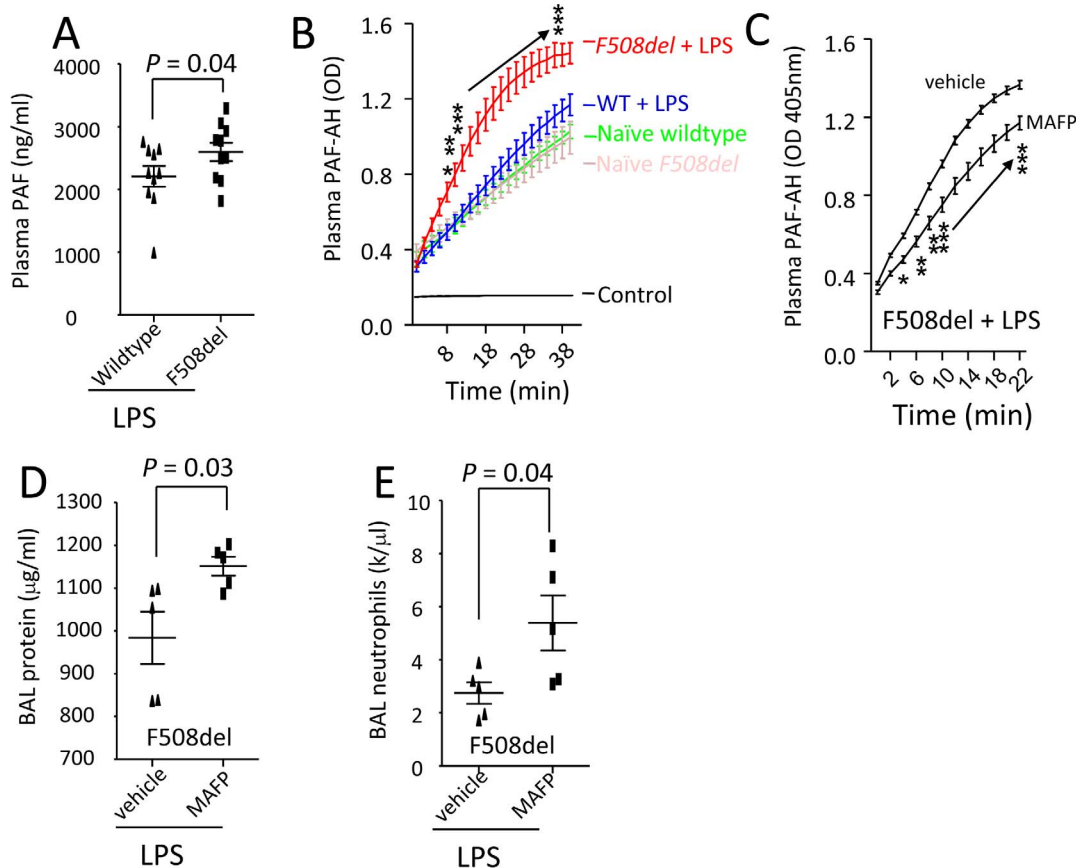 A
P = 0.04
Plasma PAF (ng/ml)
4000
3000
2000
1000
0
Wildtype
F508del
LPS
B
Plasma PAF-AH (OD)
1.6
1.2
0.8
0.4
0.0
*
**
***
***
F508del + LPS
WT + LPS
Naïve wildtype
Naïve F508del
Control
8
18
28
38
Time (min)
C
Plasma PAF-AH (OD 405nm)
1.6
1.2
0.8
0.4
1.0
vehicle
MAFP
*
**
**
***
***
F508del + LPS
2
6
10
14
18
22
Time (min)
D
P = 0.03
BAL protein (µg/ml)
1300
1200
1100
1000
900
800
700
F508del
vehicle
MAFP
LPS
E
P = 0.04
BAL neutrophils (k/µl)
10
8
6
4
2
0
F508del
vehicle
MAFP
LPS